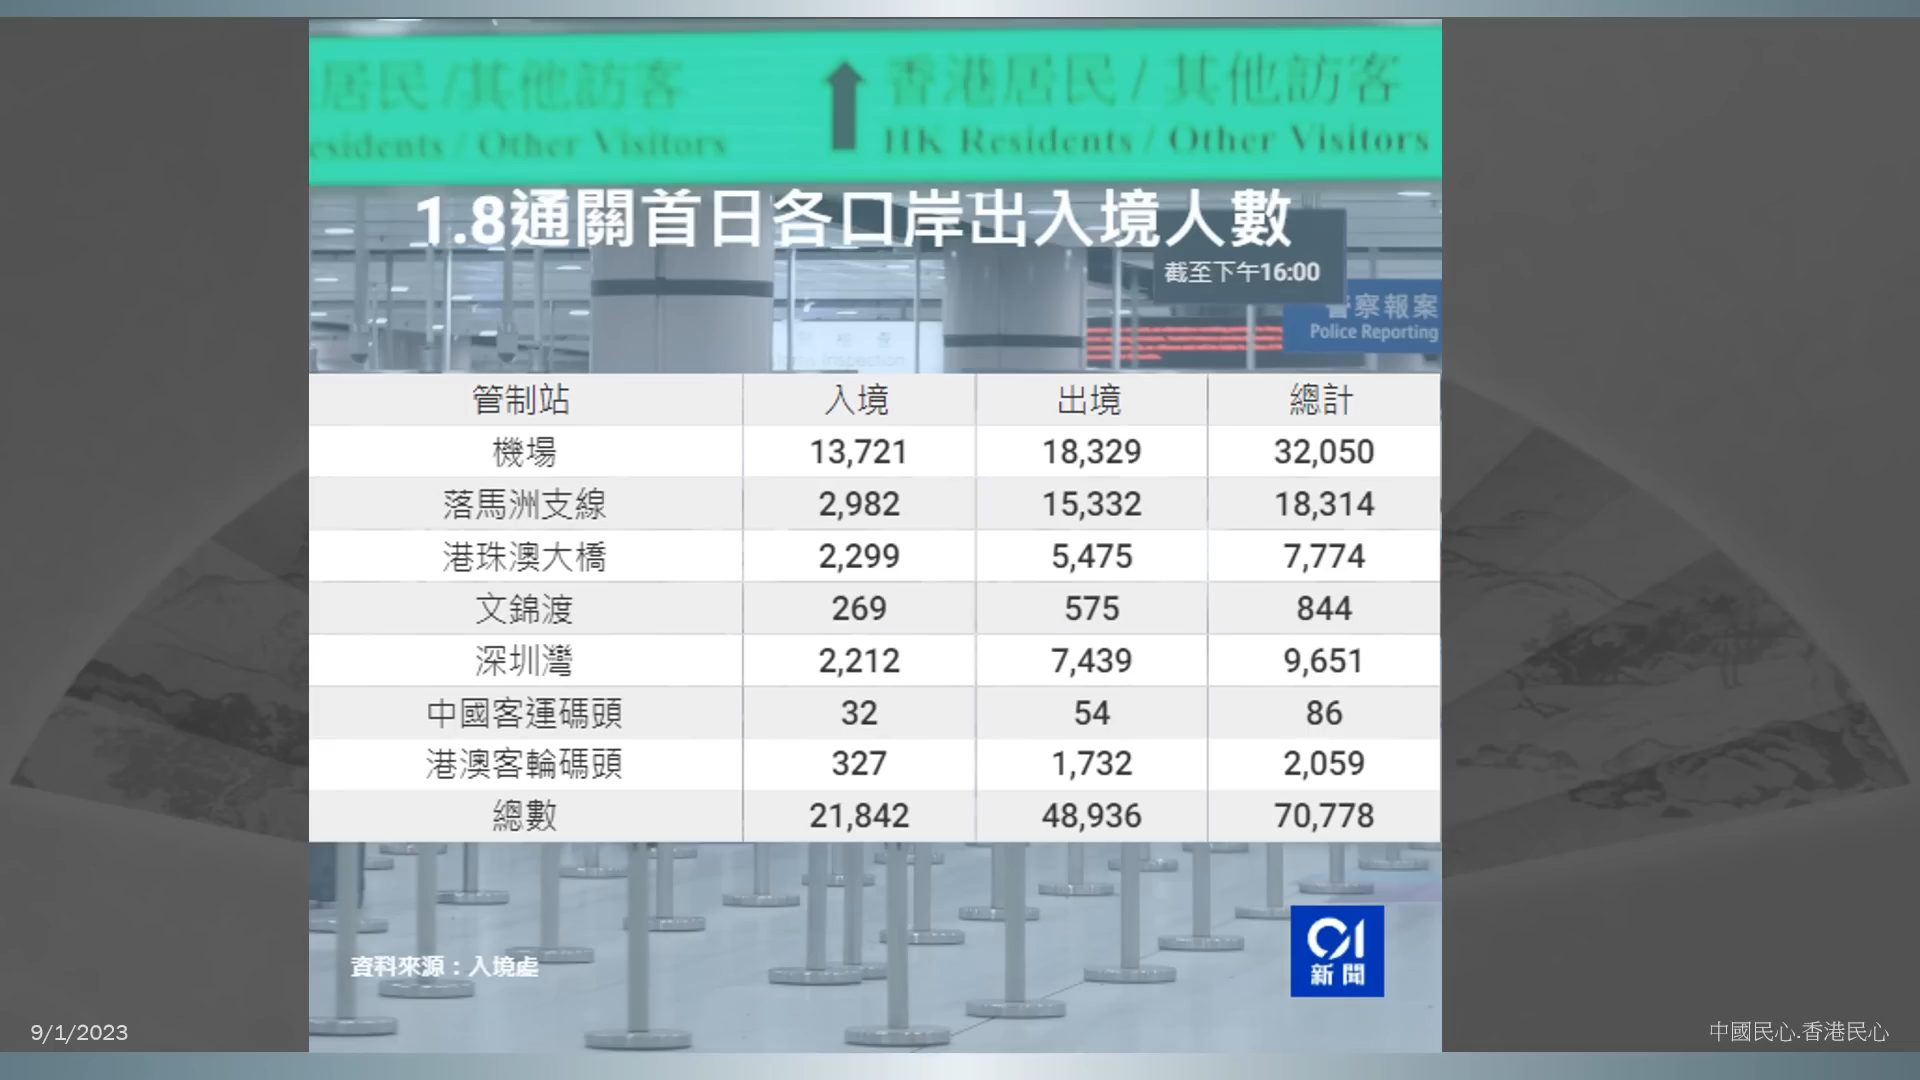 居民/其他訪客
esidents / Other Visitors
香港居民 / 其他訪客
HK Residents / Other Visitors
1.8通關首日各口岸出入境人數
截至下午16:00
警察報案
Police Reporting
管制站 入境 出境 總計
機場 13,721 18,329 32,050
落馬洲支線 2,982 15,332 18,314
港珠澳大橋 2,299 5,475 7,774
文錦渡 269 575 844
深圳灣 2,212 7,439 9,651
中國客運碼頭 32 54 86
港澳客輪碼頭 327 1,732 2,059
總數 21,842 48,936 70,778
資料來源：入境處
01
新聞
9/1/2023
中國民心.香港民心